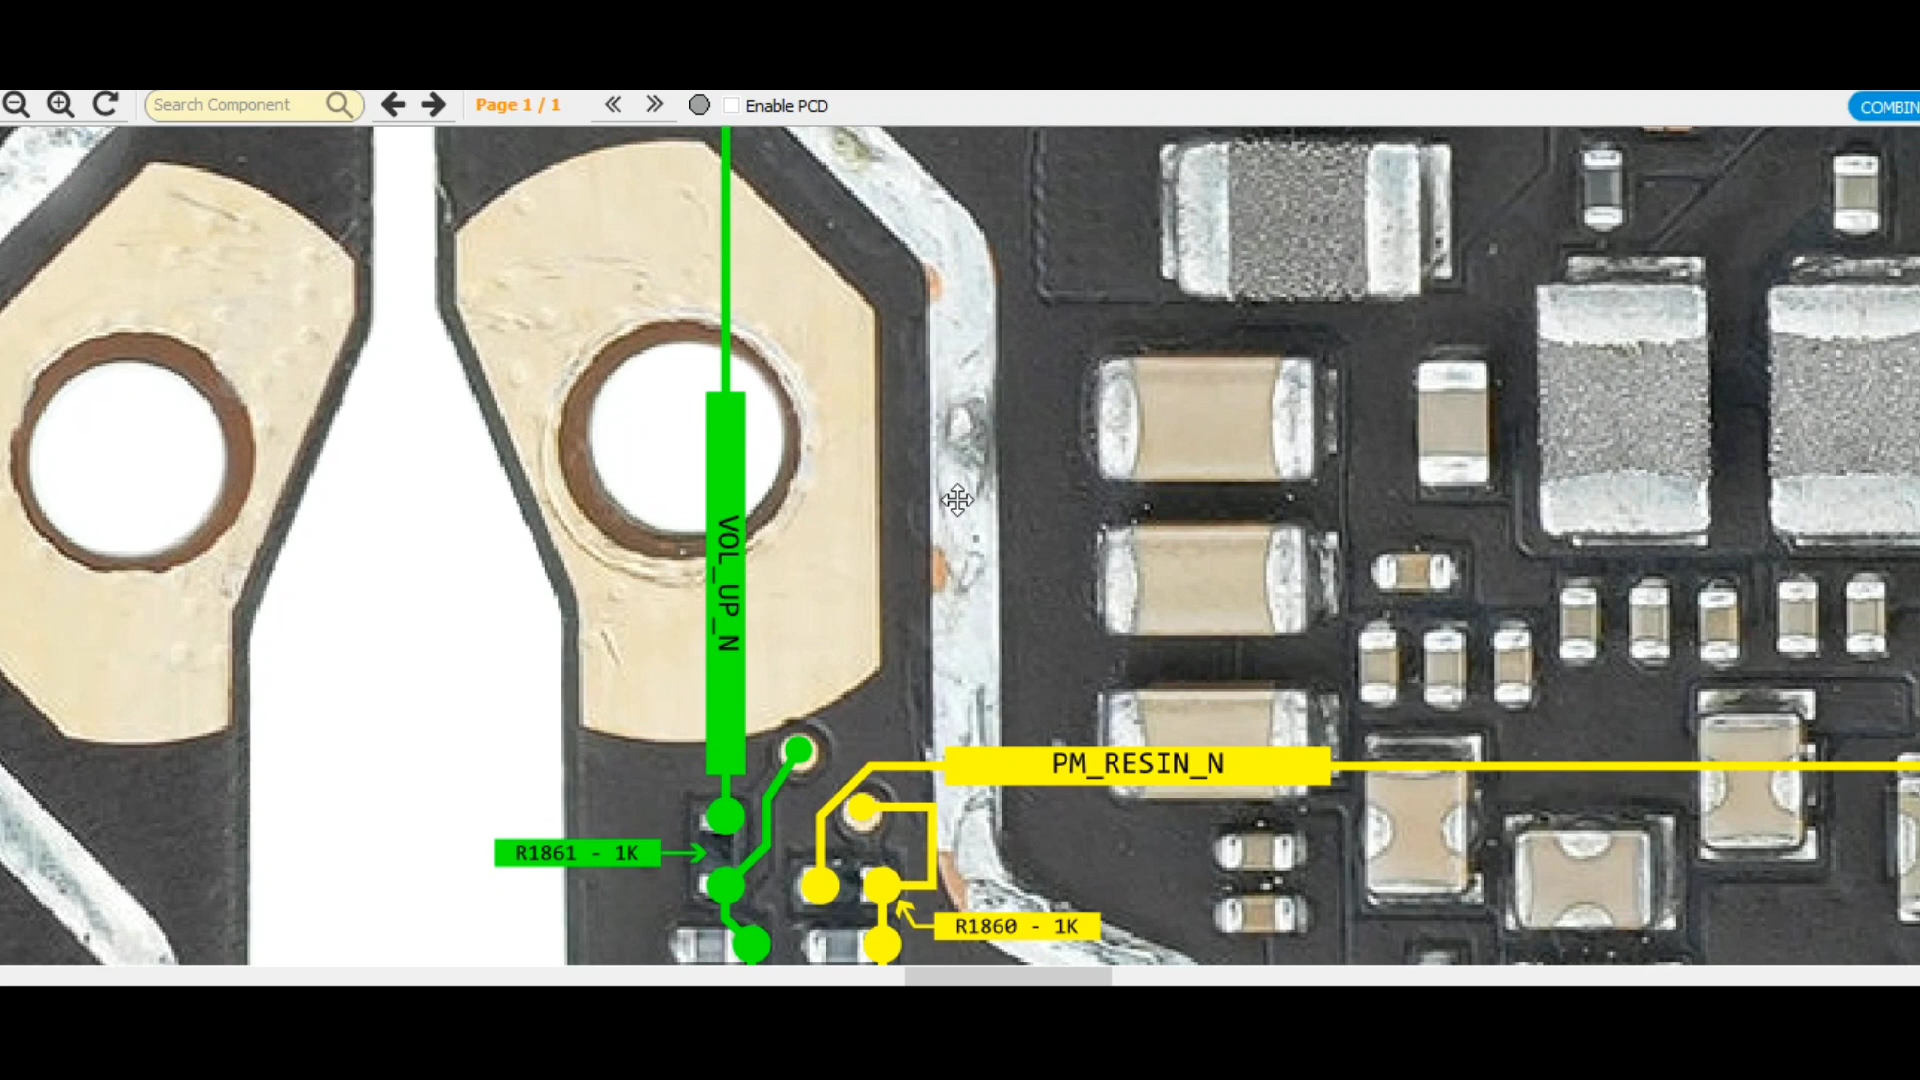 Search Component
Page 1 / 1
Enable PCD
COMBIN
VOL_UP_N
PM_RESIN_N
R1861 - 1K
R1860 - 1K